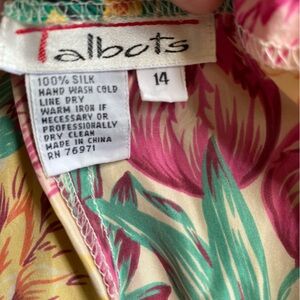 Talbots
14
100% SILK
HAND WASH COLD
LINE DRY
WARM IRON IF
NECESSARY OR
PROFESSIONALLY
DRY CLEAN
MADE IN CHINA
RN 76971